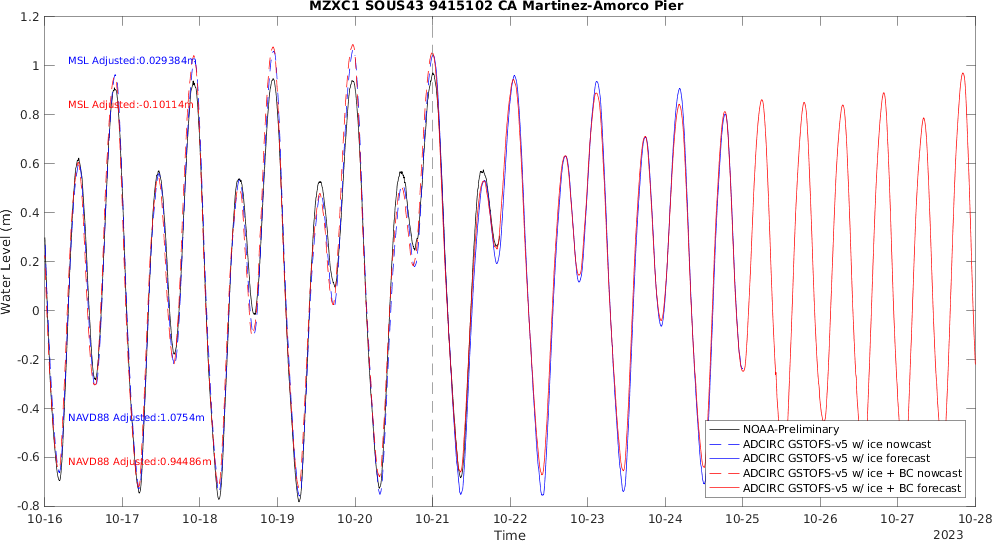 MZXC1 SOUS43 9415102 CA Martinez-Amorco Pier
1.2
1
0.8
0.6
0.4
0.2
0
-0.2
-0.4
-0.6
-0.8
Water Level (m)
MSL Adjusted:0.029384m
MSL Adjusted:-0.10114m
NAVD88 Adjusted:1.0754m
NAVD88 Adjusted:0.94486m
NOAA-Preliminary
ADCIRC GSTOFS-v5 w/ ice nowcast
ADCIRC GSTOFS-v5 w/ ice forecast
ADCIRC GSTOFS-v5 w/ ice + BC nowcast
ADCIRC GSTOFS-v5 w/ ice + BC forecast
10-16 10-17 10-18 10-19 10-20 10-21 10-22 10-23 10-24 10-25 10-26 10-27 10-28
Time
2023